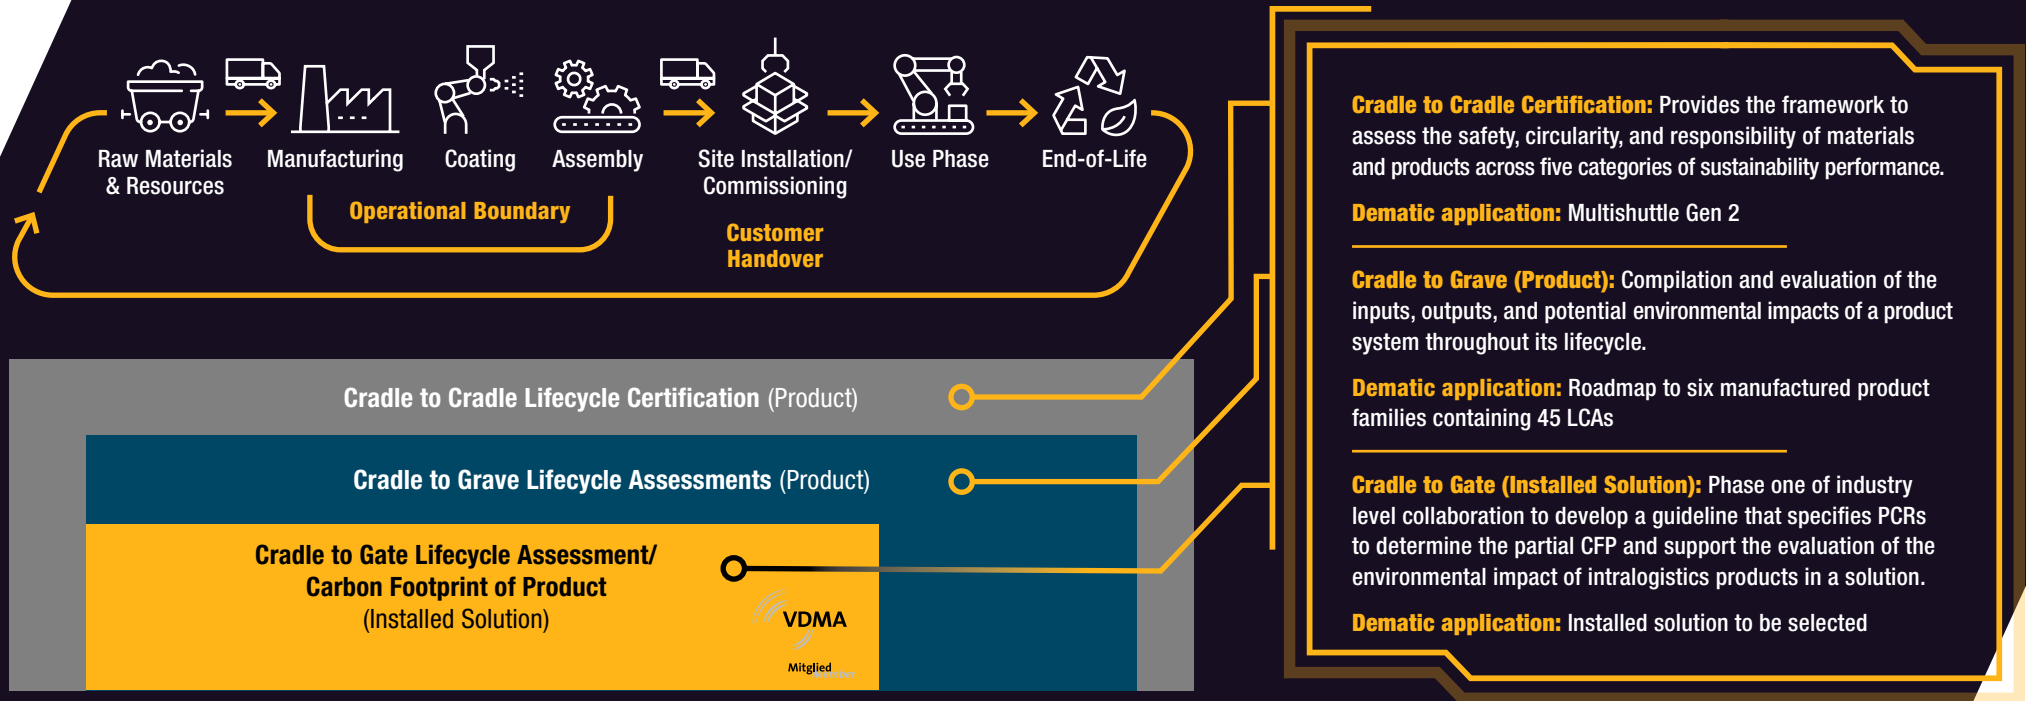 Raw Materials
& Resources
Manufacturing
Coating
Assembly
Site Installation/
Commissioning
Use Phase
End-of-Life
Operational Boundary
Customer
Handover
Cradle to Cradle Lifecycle Certification (Product)
Cradle to Grave Lifecycle Assessments (Product)
Cradle to Gate Lifecycle Assessment/
Carbon Footprint of Product
(Installed Solution)
VDMA
Mitglied
Cradle to Cradle Certification: Provides the framework to
assess the safety, circularity, and responsibility of materials
and products across five categories of sustainability performance.
Dematic application: Multishuttle Gen 2
Cradle to Grave (Product): Compilation and evaluation of the
inputs, outputs, and potential environmental impacts of a product
system throughout its lifecycle.
Dematic application: Roadmap to six manufactured product
families containing 45 LCAs
Cradle to Gate (Installed Solution): Phase one of industry
level collaboration to develop a guideline that specifies PCRs
to determine the partial CFP and support the evaluation of the
environmental impact of intralogistics products in a solution.
Dematic application: Installed solution to be selected